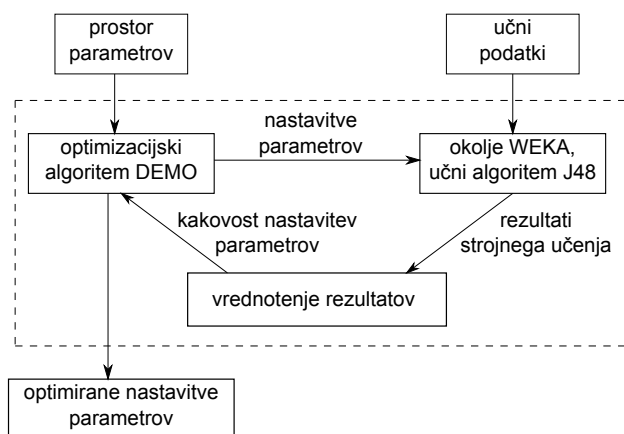 prostor
parametrov
učni
podatki
optimizacijski
algoritem DEMO
nastavitve
parametrov
okolje WEKA,
učni algoritem J48
kakovost nastavitev
parametrov
rezultati
strojnega učenja
vrednotenje rezultatov
optimirane nastavitve
parametrov